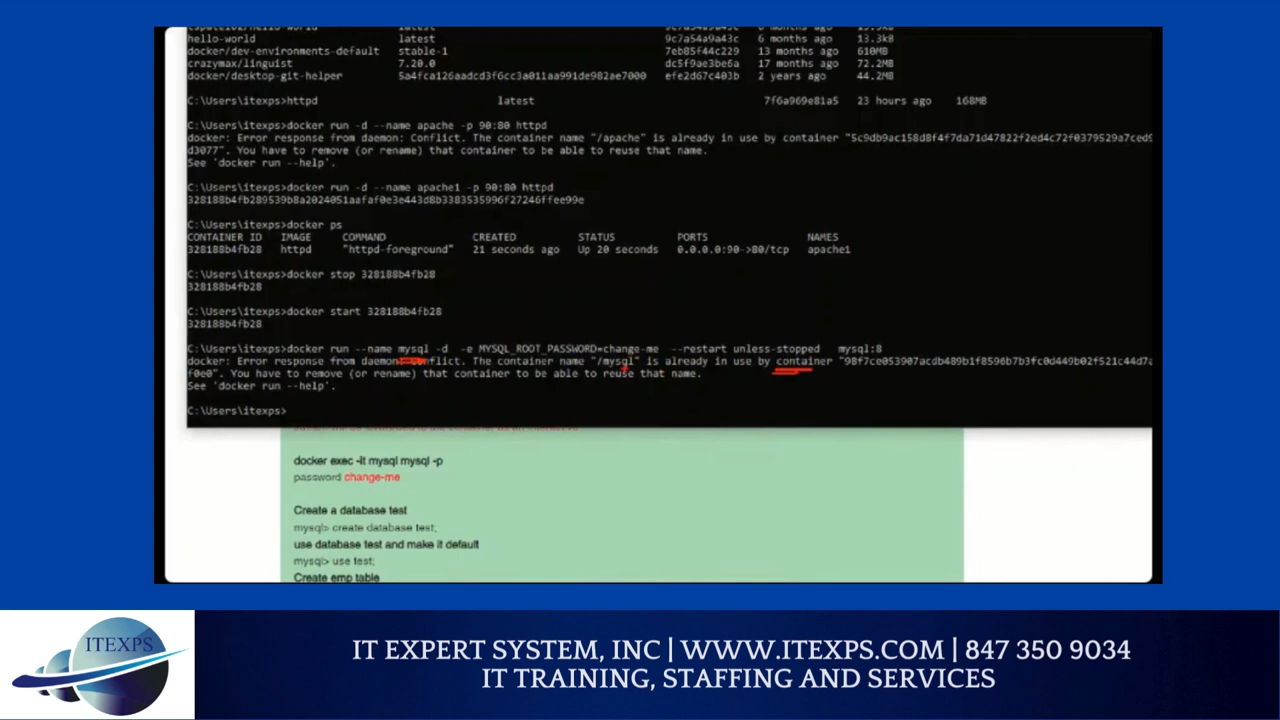 hello-world latest 9c7a54a9a43c 6 months ago 13.3kB
docker/dev-environments-default stable-1 7eb85f44c229 13 months ago 610MB
crazymax/linguist 7.20.0 dc5f9ae3be6a 17 months ago 72.2MB
docker/desktop-git-helper 5a4fca126aadcd3f6cc3a011aa991de982ae7000 efe2d67c403b 2 years ago 44.2MB
C:\Users\itexps>httpd latest 7f6a969e81a5 23 hours ago 168MB
C:\Users\itexps>docker run -d --name apache -p 90:80 httpd
docker: Error response from daemon: Conflict. The container name "/apache" is already in use by container "5c9db9ac158d8f4f7da71d47822f2ed4c72f0379529a7ced9
d3077". You have to remove (or rename) that container to be able to reuse that name.
See 'docker run --help'.
C:\Users\itexps>docker run -d --name apache1 -p 90:80 httpd
328188b4fb289539b8a2024051aafaf0e3e443d8b3383535996f27246ffee99e
C:\Users\itexps>docker ps
CONTAINER ID IMAGE COMMAND CREATED STATUS PORTS NAMES
328188b4fb28 httpd "httpd-foreground" 21 seconds ago Up 20 seconds 0.0.0.0:90->80/tcp apache1
C:\Users\itexps>docker stop 328188b4fb28
328188b4fb28
C:\Users\itexps>docker start 328188b4fb28
328188b4fb28
C:\Users\itexps>docker run --name mysql -d -e MYSQL_ROOT_PASSWORD=change-me --restart unless-stopped mysql:8
docker: Error response from daemon: Conflict. The container name "/mysql" is already in use by container "98f7ce053907acdb489b1f8596b7b3fc0d449b02f521c44d7a
f0e0". You have to remove (or rename) that container to be able to reuse that name.
See 'docker run --help'.
C:\Users\itexps>
docker exec -it mysql mysql -p
password change-me
Create a database test
mysql> create database test;
use database test and make it default
mysql> use test;
Create emp table
ITEXPS
IT EXPERT SYSTEM, INC | WWW.ITEXPS.COM | 847 350 9034
IT TRAINING, STAFFING AND SERVICES